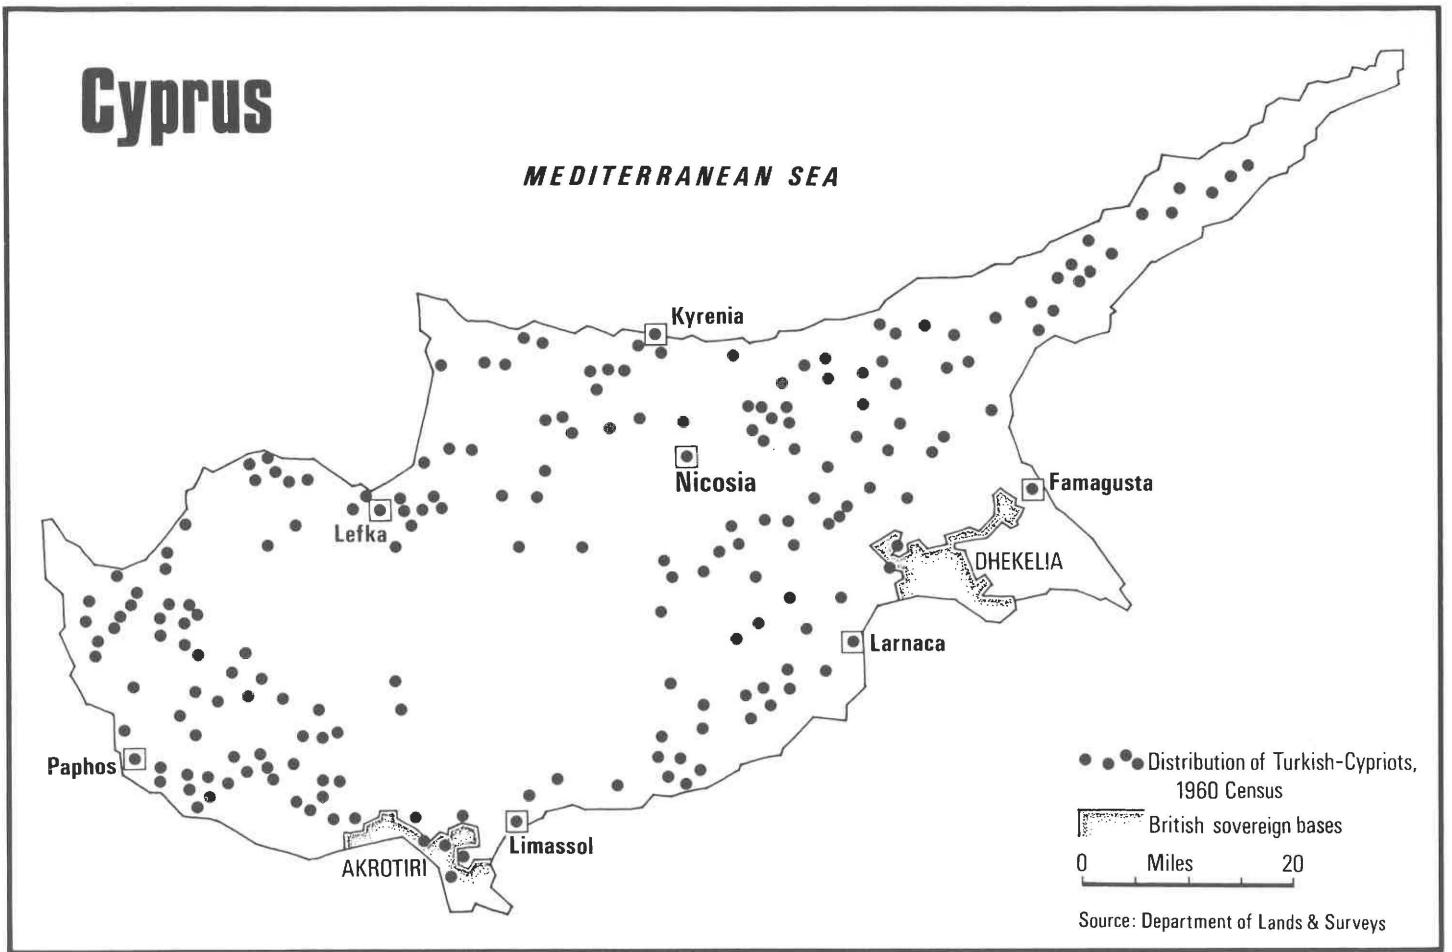 Cyprus
MEDITERRANEAN SEA
Kyrenia
Nicosia
Famagusta
Lefka
DHEKELIA
Larnaca
Paphos
Limassol
AKROTIRI
Distribution of Turkish-Cypriots,
1960 Census
British sovereign bases
0 Miles 20
Source: Department of Lands & Surveys